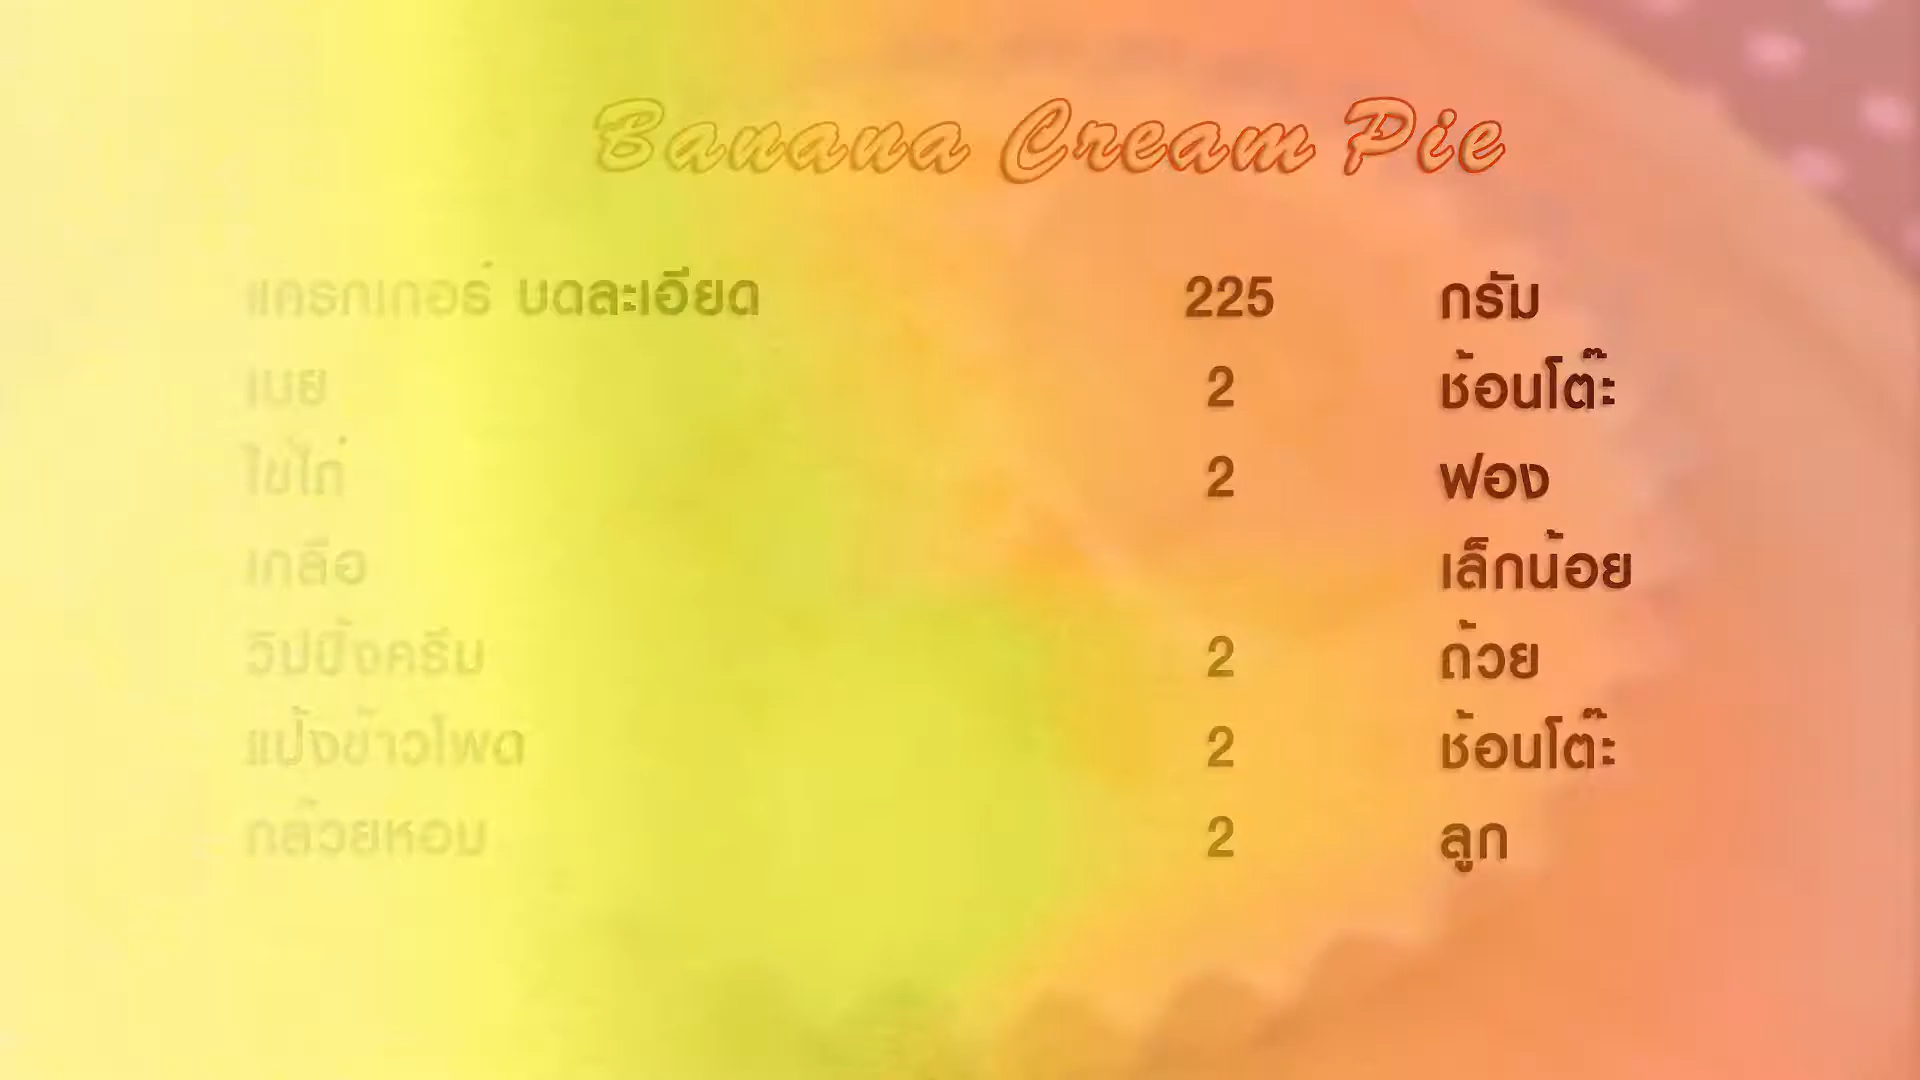 Banana Cream Pie
แครกเกอร์ บดละเอียด 225 กรัม
เนย 2 ช้อนโต๊ะ
ไข่ไก่ 2 ฟอง
เกลือ เล็กน้อย
วิปปิ้งครีม 2 ถ้วย
แป้งข้าวโพด 2 ช้อนโต๊ะ
กล้วยหอม 2 ลูก